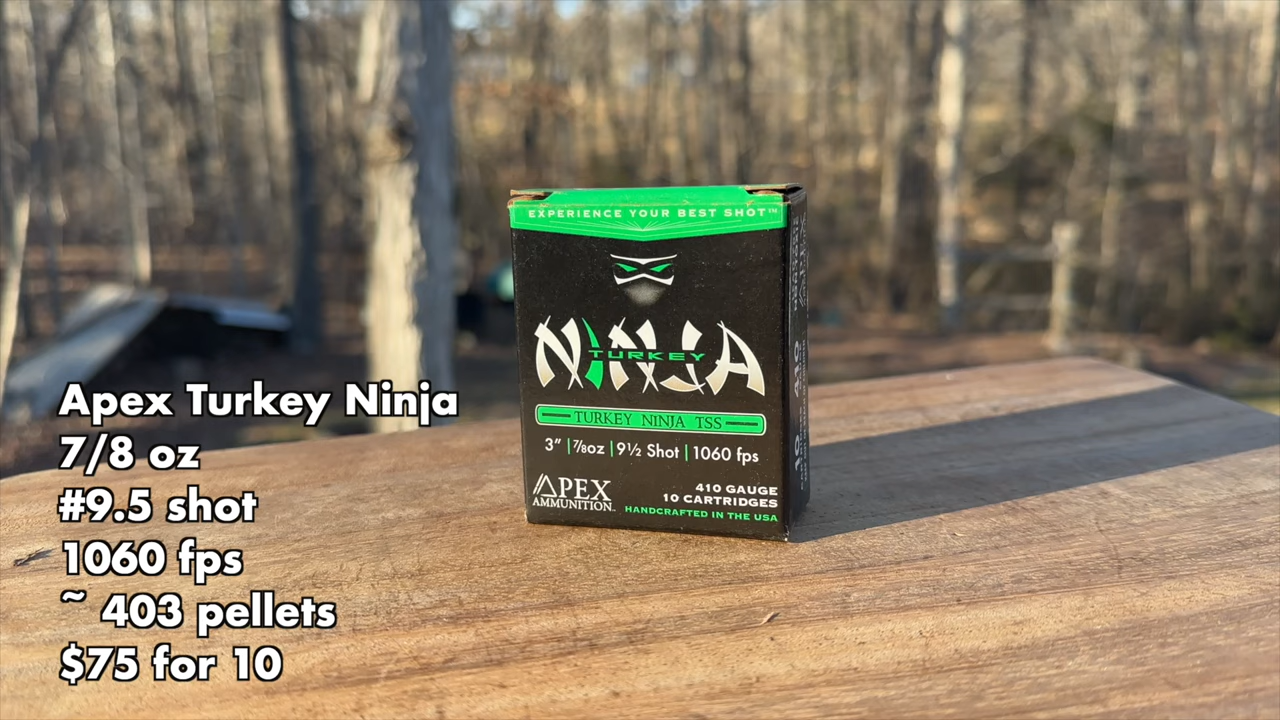 EXPERIENCE YOUR BEST SHOT™
NINJA
TURKEY
TURKEY NINJA TSS
3" | 7/8oz | 9½ Shot | 1060 fps
APEX
AMMUNITION
410 GAUGE
10 CARTRIDGES
HANDCRAFTED IN THE USA
Apex Turkey Ninja
7/8 oz
#9.5 shot
1060 fps
~ 403 pellets
$75 for 10